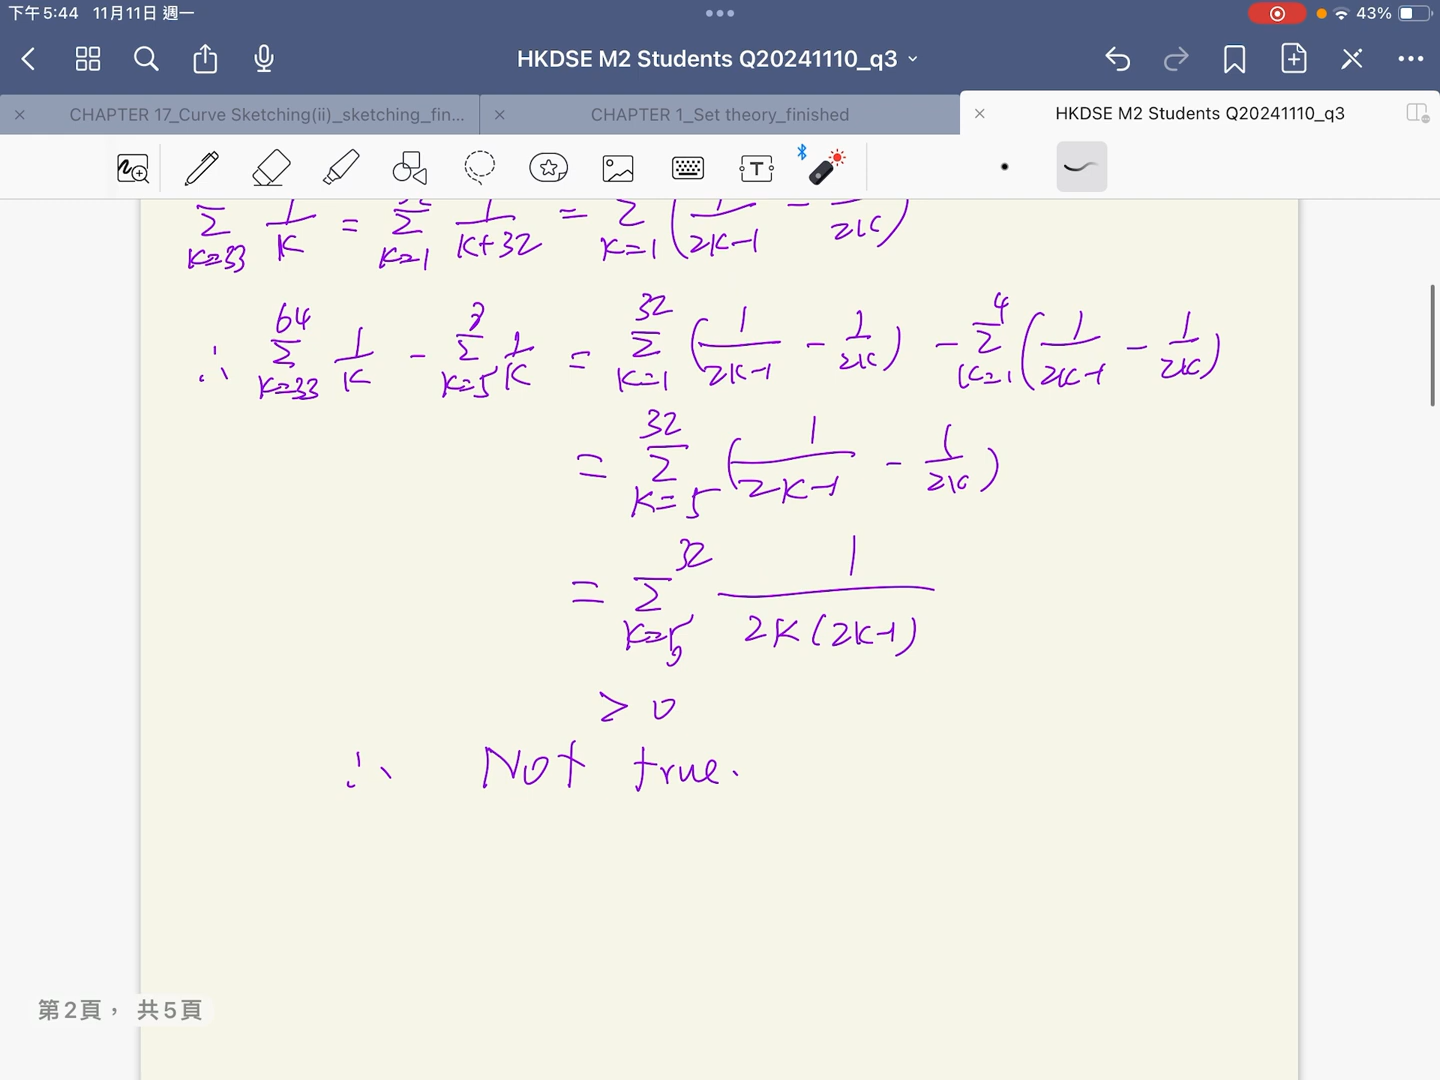 下午5:44 11月11日 週一
43%
HKDSE M2 Students Q20241110_q3
CHAPTER 17_Curve Sketching(ii)_sketching_fin...
CHAPTER 1_Set theory_finished
HKDSE M2 Students Q20241110_q3
T
Σ K=33 1/K = Σ K=1 1/K+32 = Σ K=1 (1/2K-1 - 1/2K)
∴ 64 Σ K=33 1/K - 8 Σ K=5 1/K = 32 Σ K=1 (1/2K-1 - 1/2K) - 4 Σ K=1 (1/2K-1 - 1/2K)
= 32 Σ K=5 (1/2K-1 - 1/2K)
= 32 Σ K=5 1/2K(2K-1)
> 0
∴ Not true.
第2頁, 共5頁